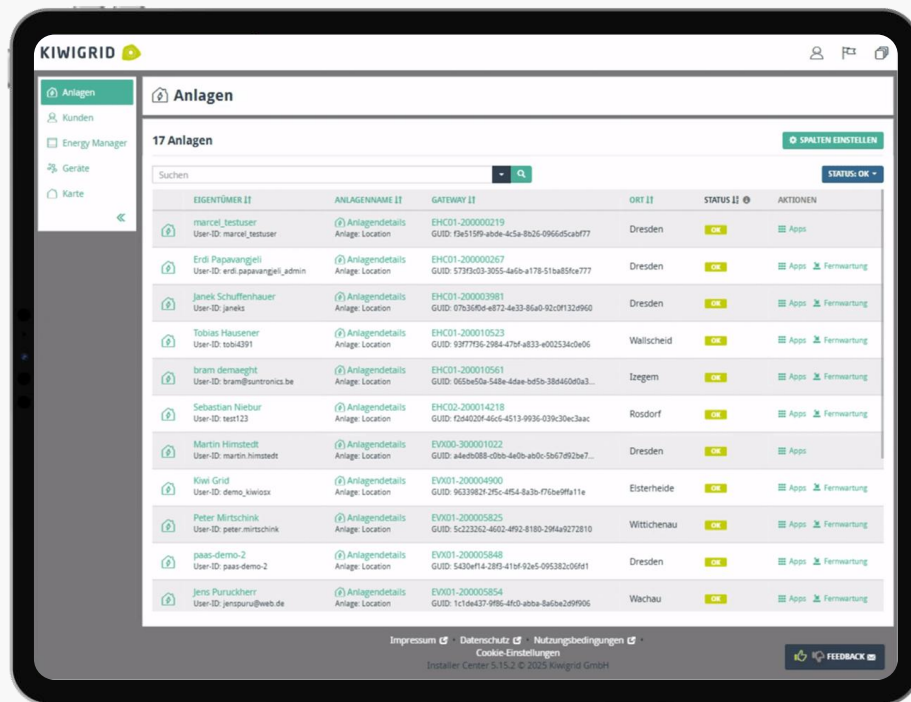 KIWIGRID
Anlagen
Kunden
Energy Manager
Geräte
Karte
Anlagen
17 Anlagen
SPALTEN EINSTELLEN
Suchen
STATUS: OK
EIGENTÜMER ANLAGENNAME GATEWAY ORT STATUS AKTIONEN
marcel_testuser Anlagendetails EHC01-200000219
User-ID: marcel_testuser Anlage: Location GUID: f3e515f9-abde-4c5a-8b26-0966d5cabf77
Dresden OK Apps
Erdi Papavangjeli Anlagendetails EHC01-200000267
User-ID: erdi.papavangjeli_admin Anlage: Location GUID: 573f3c03-3055-4a6b-a178-51ba85fce777
Dresden OK Apps Fernwartung
Janek Schuffenhauer Anlagendetails EHC01-200003981
User-ID: janeks Anlage: Location GUID: 07b36f0d-e872-4e33-86a0-92c0f132d960
Dresden OK Apps Fernwartung
Tobias Hausener Anlagendetails EHC01-200010523
User-ID: tobi4391 Anlage: Location GUID: 93f77f36-2984-47bf-a833-e002534c0e06
Wallscheid OK Apps Fernwartung
bram demaeght Anlagendetails EHC01-200010561
User-ID: bram@suntronics.be Anlage: Location GUID: 065be50a-548e-4dae-bd5b-38d460d0a3...
Izegem OK Apps Fernwartung
Sebastian Niebur Anlagendetails EHC02-200014218
User-ID: test123 Anlage: Location GUID: f2d4020f-46c6-4513-9936-039c30ec3aac
Rosdorf OK Apps Fernwartung
Martin Himstedt Anlagendetails EVX00-300001022
User-ID: martin.himstedt Anlage: Location GUID: a4edb088-c0bb-4e0b-ab0c-5b67d92be7...
Dresden OK Apps
Kiwi Grid Anlagendetails EVX01-200004900
User-ID: demo_kiwiosx Anlage: Location GUID: 9633982f-2f5c-4f54-8a3b-f76be9ffa11e
Elsterheide OK Apps Fernwartung
Peter Mirtschink Anlagendetails EVX01-200005825
User-ID: peter.mirtschink Anlage: Location GUID: 5c223262-4602-4f92-8180-29f4a9272810
Wittichenau OK Apps Fernwartung
paas-demo-2 Anlagendetails EVX01-200005848
User-ID: paas-demo-2 Anlage: Location GUID: 5430ef14-28f3-41bf-92e5-095382c06fd1
Dresden OK Apps Fernwartung
Jens Puruckherr Anlagendetails EVX01-200005854
User-ID: jenspuru@web.de Anlage: Location GUID: 1c1de437-9f86-4fc0-abba-8a6be2d9f906
Wachau OK Apps Fernwartung
Impressum · Datenschutz · Nutzungsbedingungen ·
Cookie-Einstellungen
Installer Center 5.15.2 © 2025 Kiwigrid GmbH
FEEDBACK